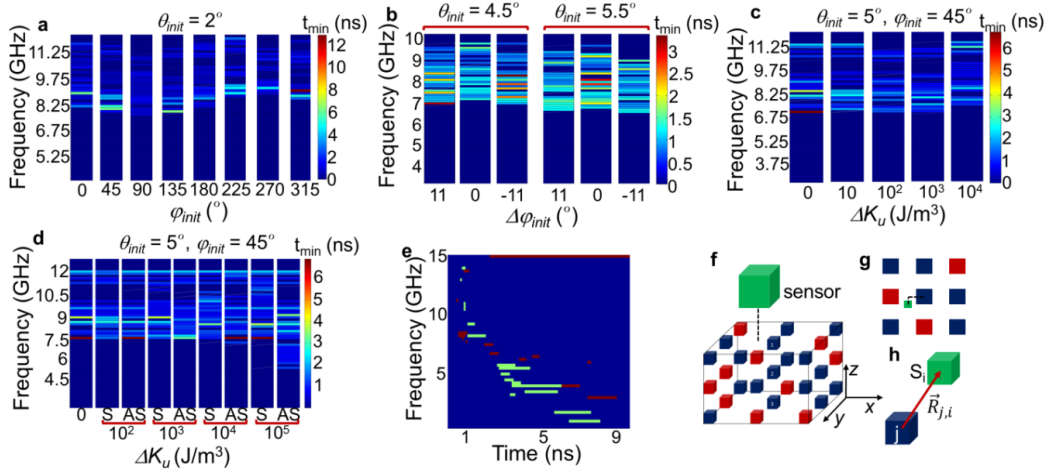 a
θinit = 2°
tmin (ns)
Frequency (GHz)
11.25
9.75
8.25
6.75
5.25
12
10
8
6
4
2
0
0 45 90 135 180 225 270 315
φinit (°)
b
θinit = 4.5° θinit = 5.5°
tmin (ns)
Frequency (GHz)
10
9
8
7
6
5
4
3
2.5
2
1.5
1
0.5
0
11 0 -11 11 0 -11
Δφinit (°)
c
θinit = 5°, φinit = 45°
tmin (ns)
Frequency (GHz)
11.25
9.75
8.25
6.75
5.25
3.75
6
5
4
3
2
1
0
0 10 10² 10³ 10⁴
ΔKu (J/m³)
d
θinit = 5°, φinit = 45°
tmin (ns)
Frequency (GHz)
12
10.5
9
7.5
6
4.5
6
5
4
3
2
1
0
0 S AS S AS S AS S AS
10² 10³ 10⁴ 10⁵
ΔKu (J/m³)
e
Frequency (GHz)
15
10
5
1 5 9
Time (ns)
f
sensor
1
2
3
z
y
x
g
h
Si
R⃗j,i
j